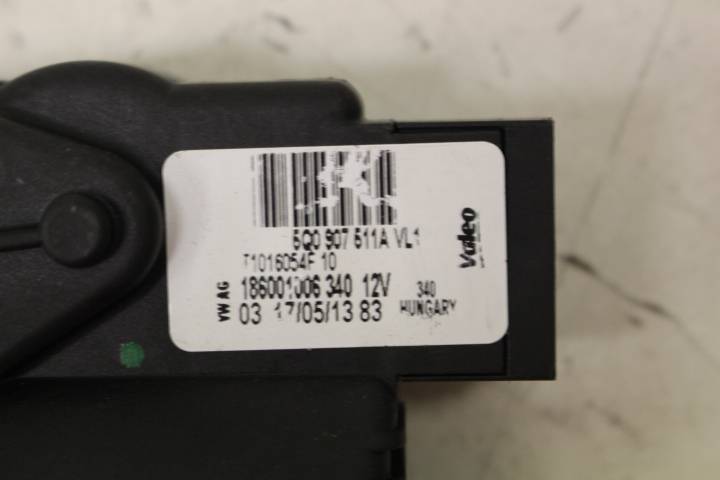 5Q0 907 511A VL1
T1016054F 10
186001006 340 12V
VW AG
03 17/05/13 83
340
HUNGARY
Valeo